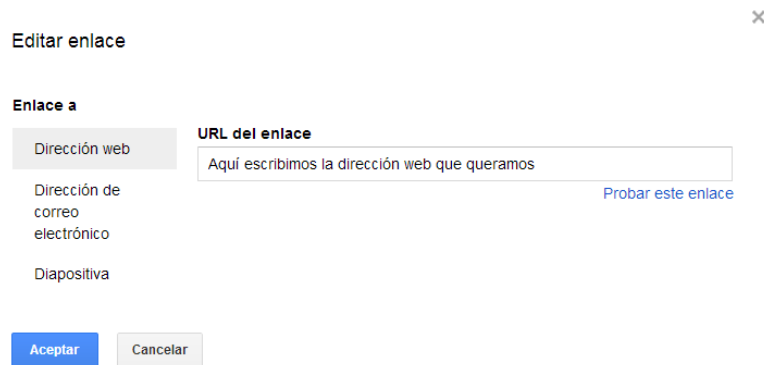 ×
Editar enlace
Enlace a
Dirección web
URL del enlace
Aquí escribimos la dirección web que queramos
Probar este enlace
Dirección de
correo
electrónico
Diapositiva
Aceptar
Cancelar